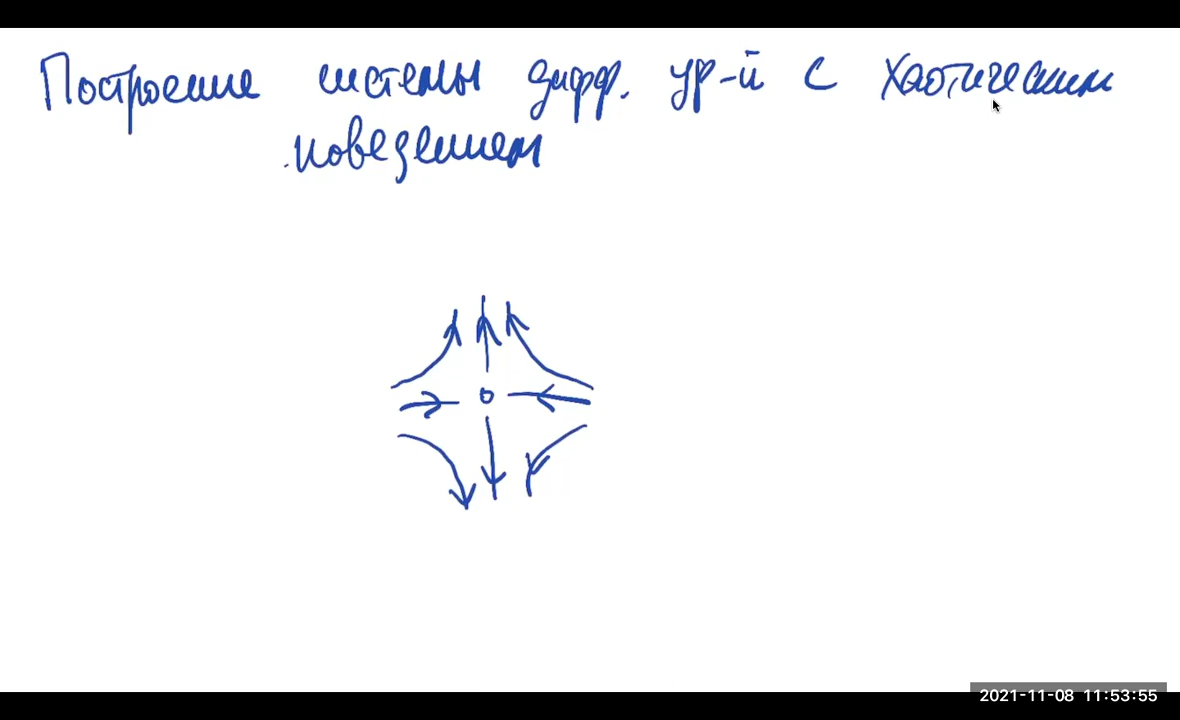 Построение системы дифф. ур-й с хаотическим
поведением
2021-11-08 11:53:55